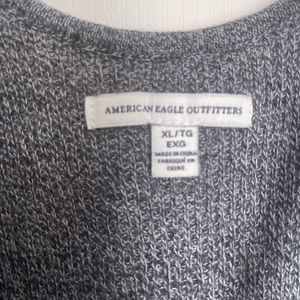 AMERICAN EAGLE OUTFITTERS
XL/TG
EXG
MADE IN CHINA
FABRIQUÉ EN
CHINE